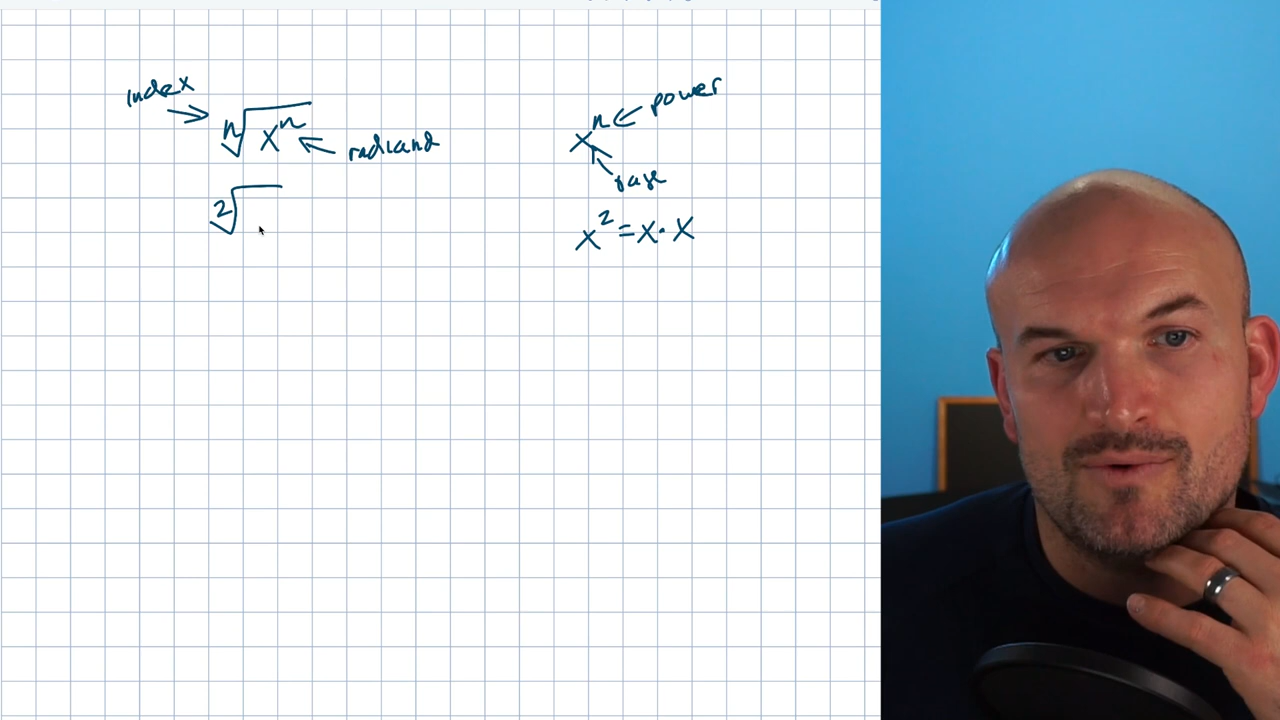 index
ⁿ√xⁿ
radicand
²√
xⁿ
power
base
x² = x · x